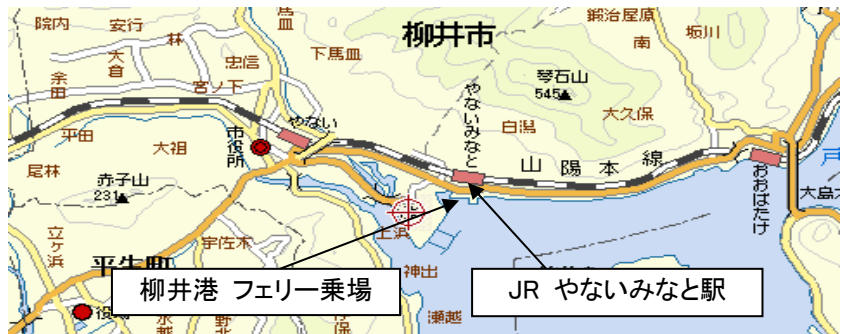 院内
安行
林
馬皿
柳井市
鍛治屋原
南
坂川
大倉
忠信
下馬皿
余田
宮ノ下
琴石山
545
やない
やないみなと
白潟
大久保
平田
市役所
大祖
山陽本線
尾林
赤子山
231
おおばたけ
大島大
立ヶ浜
宇佐木
上浜
平生町
神出
柳井港 フェリー乗場
JR やないみなと駅
役場
瀬越